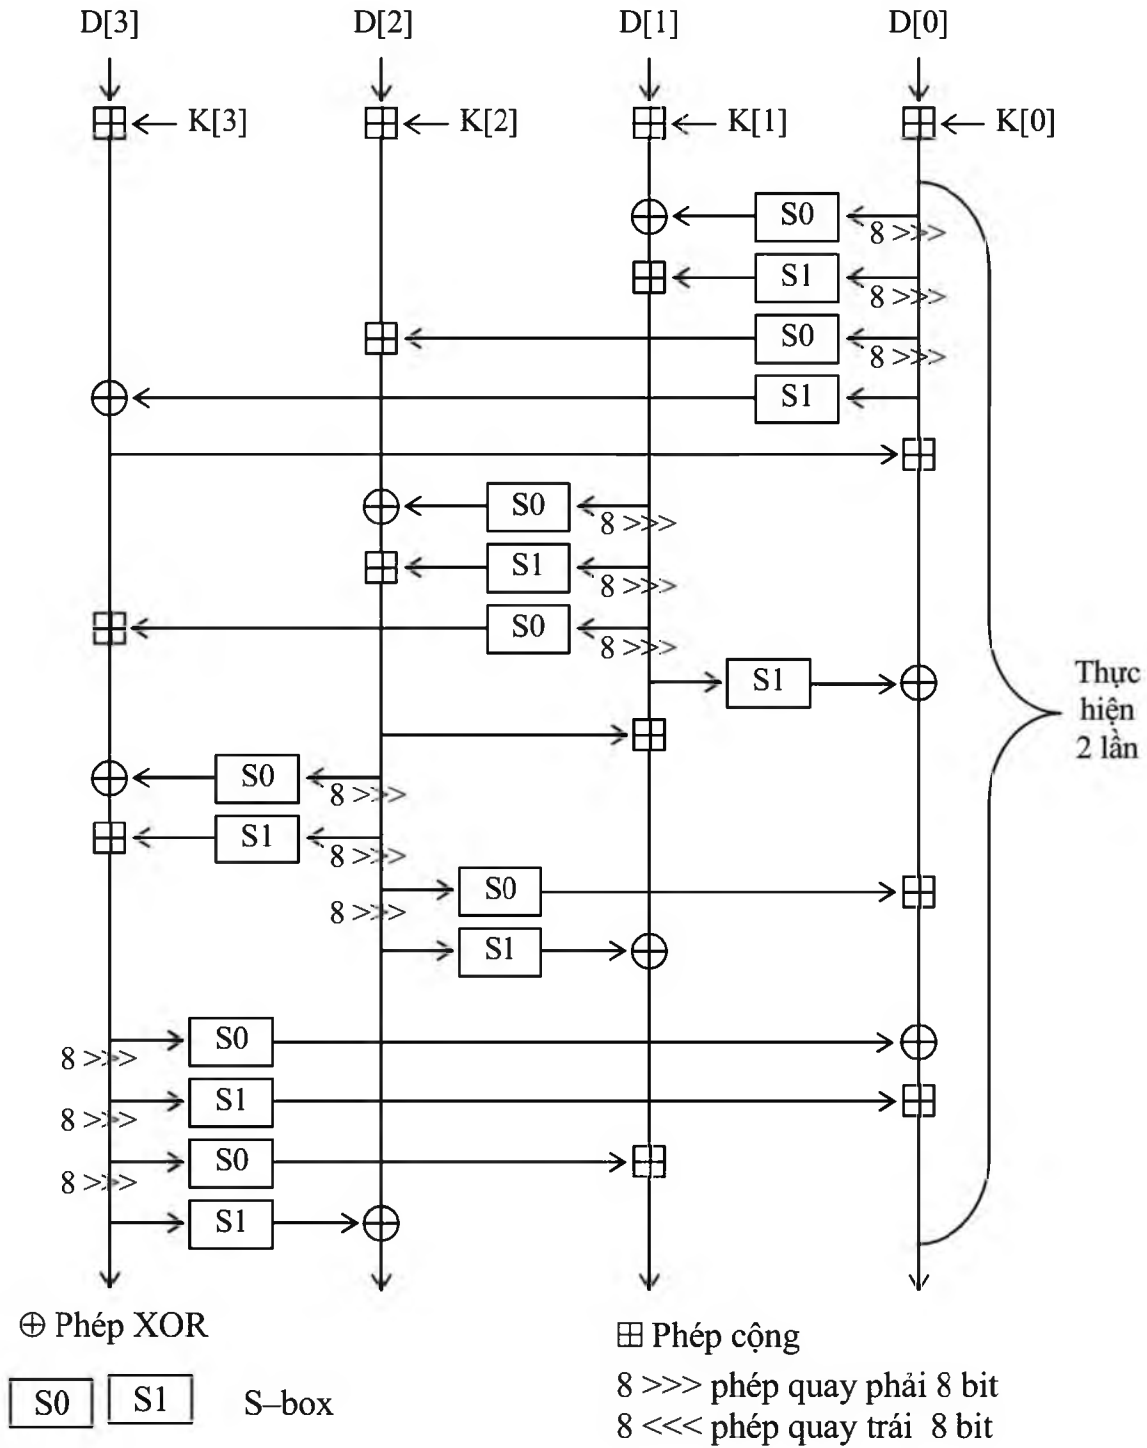 D[3] D[2] D[1] D[0]
K[3] K[2] K[1] K[0]
S0
8 >>>
S1
8 >>>
S0
8 >>>
S1
S0
8 >>>
S1
8 >>>
S0
8 >>>
S1
Thực
hiện
2 lần
S0
8 >>>
S1
8 >>>
S0
8 >>>
S1
S0
8 >>>
S1
8 >>>
S0
8 >>>
S1
⊕ Phép XOR
⊞ Phép cộng
S0 S1 S–box
8 >>> phép quay phải 8 bit
8 <<< phép quay trái 8 bit